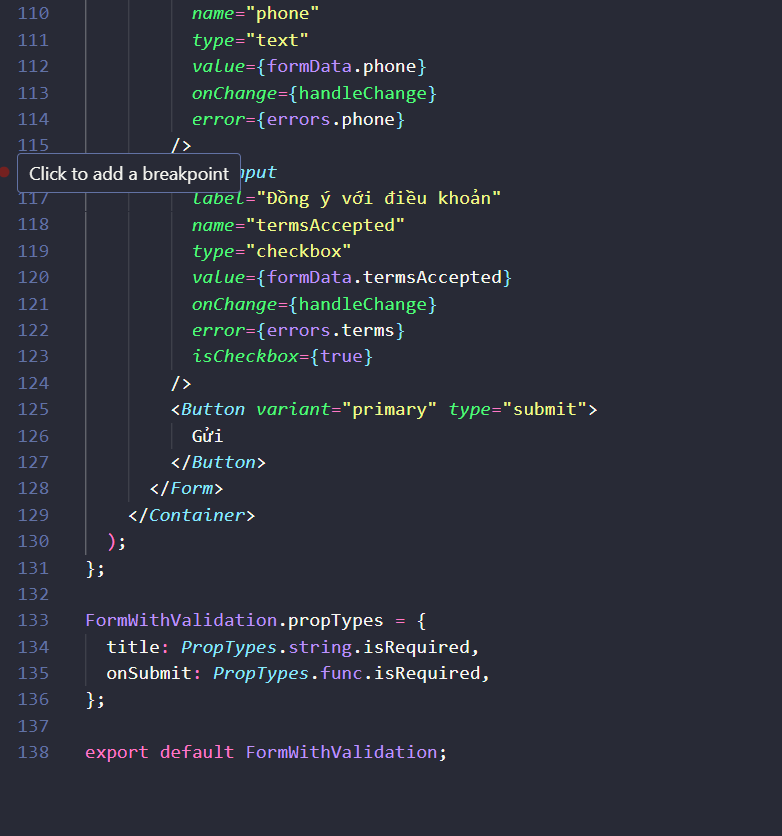 110 name="phone"
111 type="text"
112 value={formData.phone}
113 onChange={handleChange}
114 error={errors.phone}
115 />
Click to add a breakpoint
117 label="Đồng ý với điều khoản"
118 name="termsAccepted"
119 type="checkbox"
120 value={formData.termsAccepted}
121 onChange={handleChange}
122 error={errors.terms}
123 isCheckbox={true}
124 />
125 <Button variant="primary" type="submit">
126 Gửi
127 </Button>
128 </Form>
129 </Container>
130 );
131 };
132
133 FormWithValidation.propTypes = {
134 title: PropTypes.string.isRequired,
135 onSubmit: PropTypes.func.isRequired,
136 };
137
138 export default FormWithValidation;